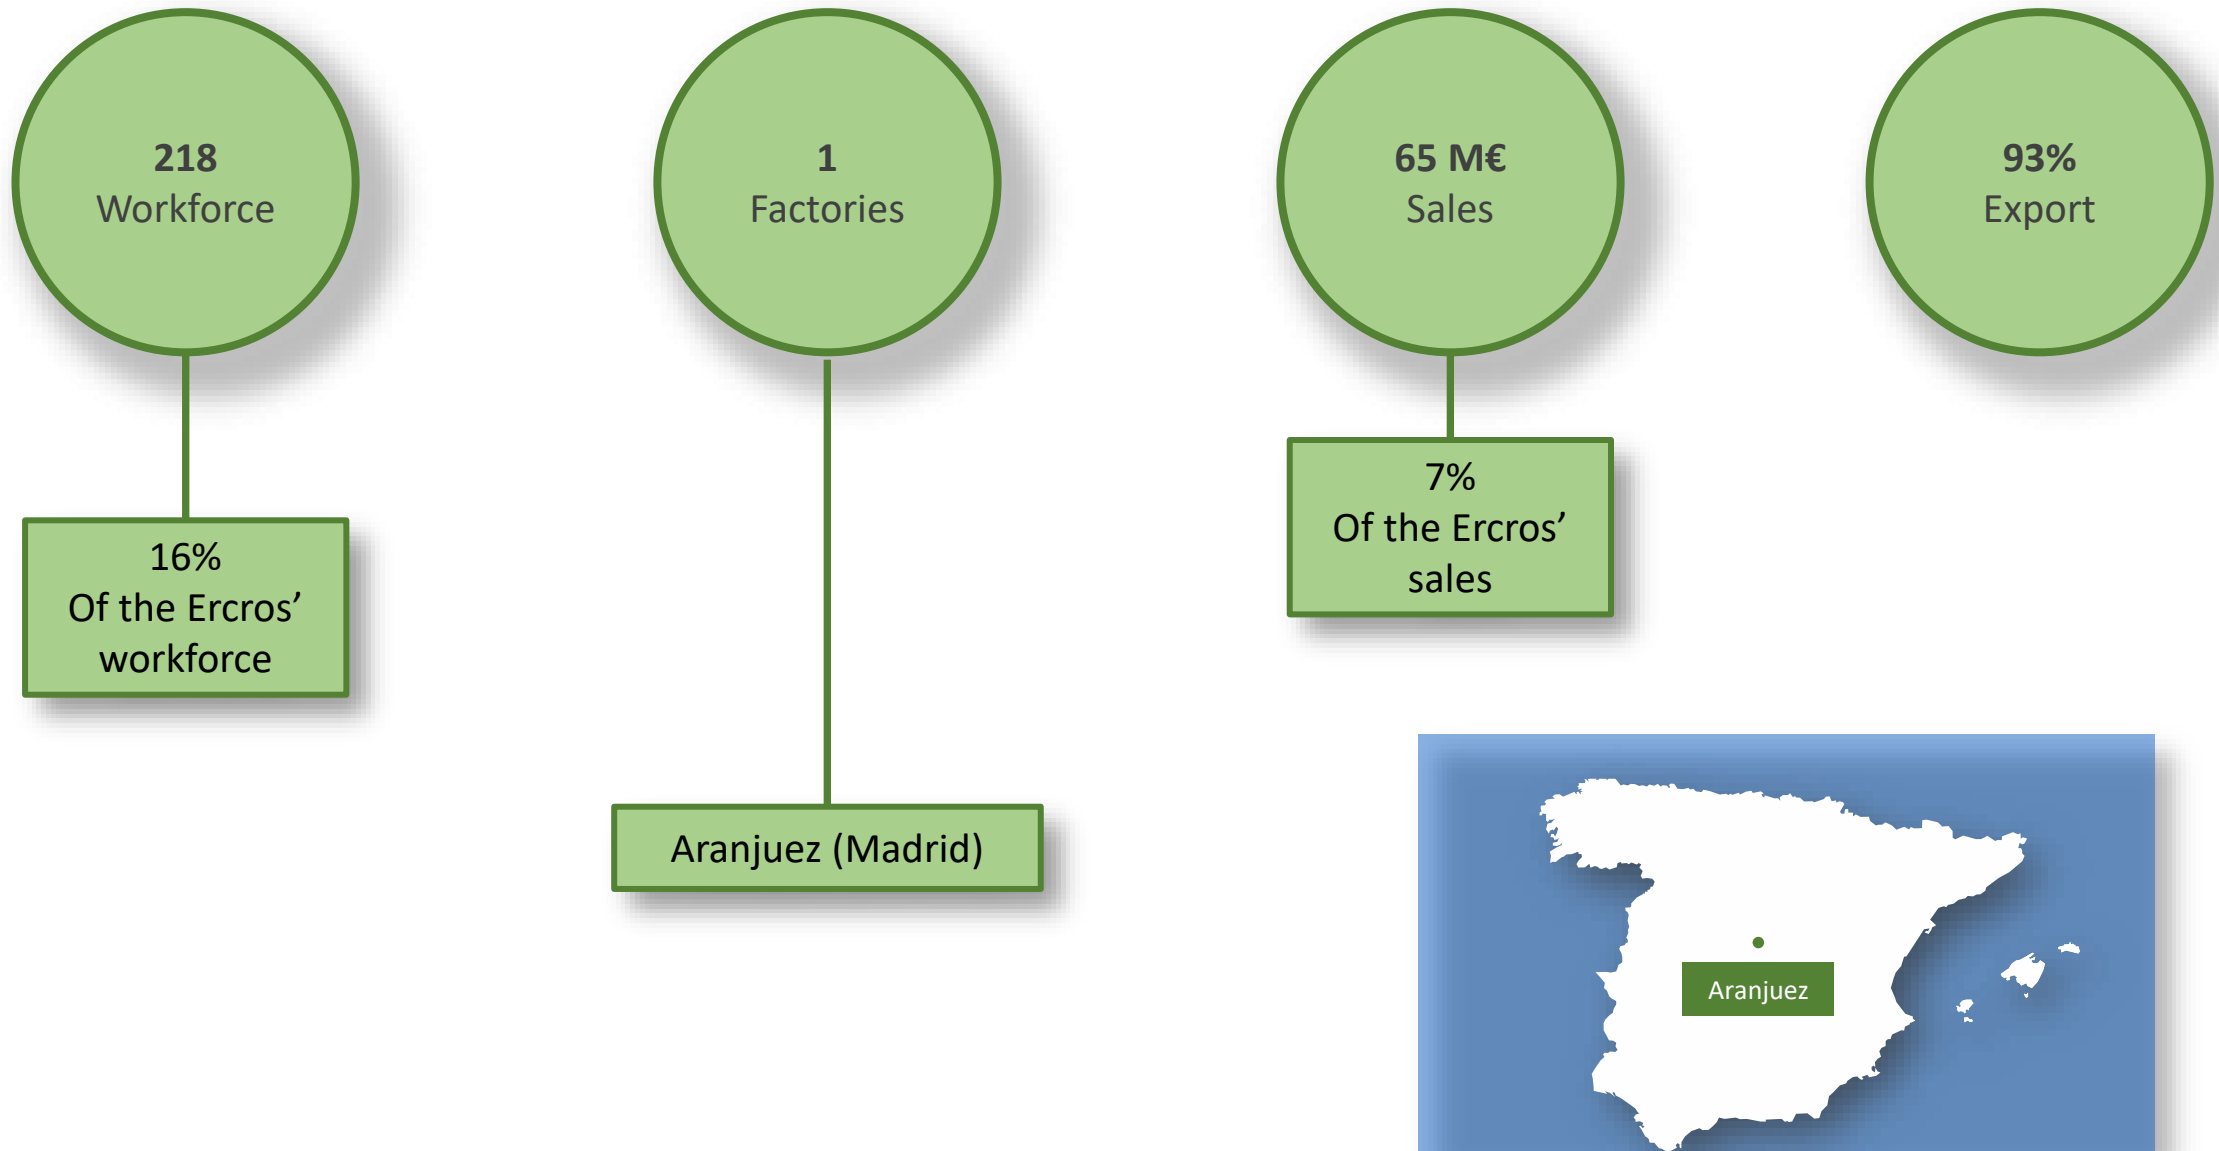 218
Workforce
1
Factories
65 M€
Sales
93%
Export
16%
Of the Ercros’
workforce
7%
Of the Ercros’
sales
Aranjuez (Madrid)
Aranjuez